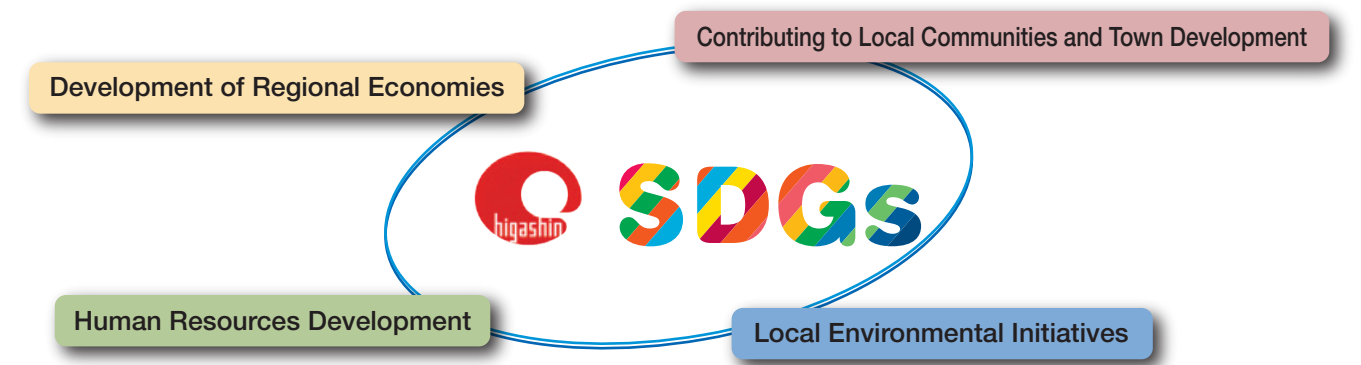 Contributing to Local Communities and Town Development
Development of Regional Economies
higashin
SDGs
Human Resources Development
Local Environmental Initiatives